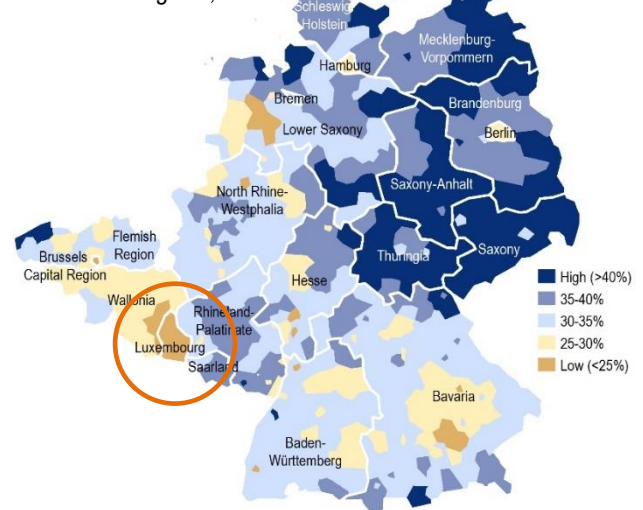 Schleswig-
Holstein
Mecklenburg-
Vorpommern
Hamburg
Bremen
Lower Saxony
Brandenburg
Berlin
Saxony-Anhalt
North Rhine-
Westphalia
Flemish
Region
Brussels
Capital Region
Wallonia
Hesse
Thuringia
Saxony
Rhineland-
Palatinate
Luxembourg
Saarland
Bavaria
Baden-
Württemberg
High (>40%)
35-40%
30-35%
25-30%
Low (<25%)